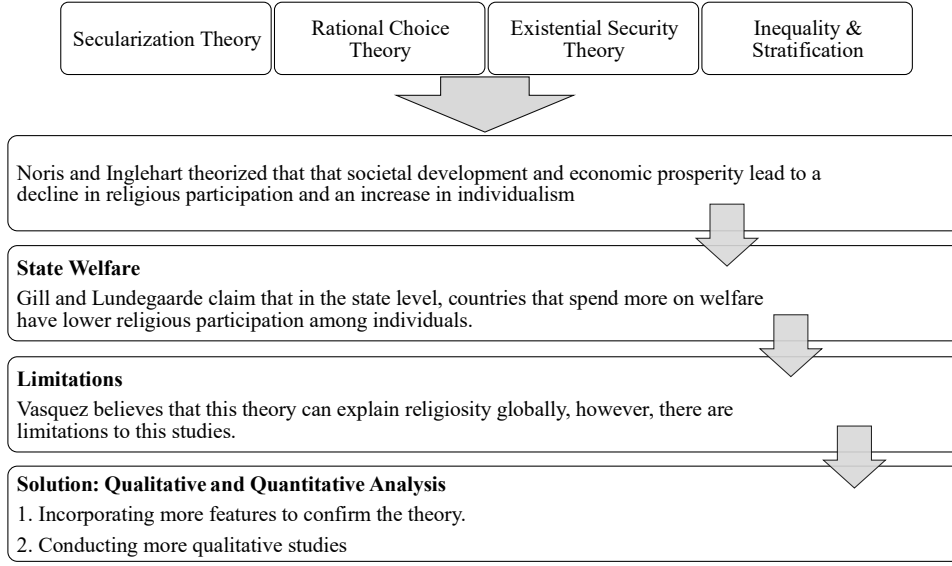 Secularization Theory
Rational Choice
Theory
Existential Security
Theory
Inequality &
Stratification
Noris and Inglehart theorized that that societal development and economic prosperity lead to a
decline in religious participation and an increase in individualism
State Welfare
Gill and Lundegaarde claim that in the state level, countries that spend more on welfare
have lower religious participation among individuals.
Limitations
Vasquez believes that this theory can explain religiosity globally, however, there are
limitations to this studies.
Solution: Qualitative and Quantitative Analysis
1. Incorporating more features to confirm the theory.
2. Conducting more qualitative studies